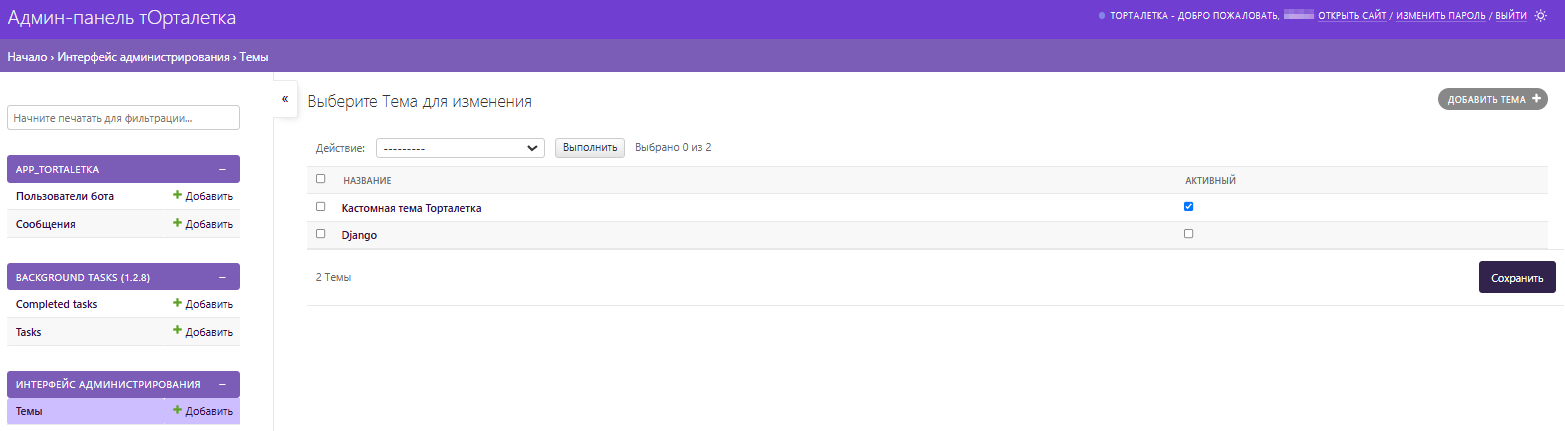 Админ-панель тОрталетка
ТОРТАЛЕТКА - ДОБРО ПОЖАЛОВАТЬ, ОТКРЫТЬ САЙТ / ИЗМЕНИТЬ ПАРОЛЬ / ВЫЙТИ
Начало › Интерфейс администрирования › Темы
Начните печатать для фильтрации...
APP_TORTALETKA –
Пользователи бота + Добавить
Сообщения + Добавить
BACKGROUND TASKS (1.2.8) –
Completed tasks + Добавить
Tasks + Добавить
ИНТЕРФЕЙС АДМИНИСТРИРОВАНИЯ –
Темы + Добавить
«
Выберите Тема для изменения
ДОБАВИТЬ ТЕМА +
Действие: --------- Выполнить Выбрано 0 из 2
НАЗВАНИЕ АКТИВНЫЙ
Кастомная тема Торталетка
Django
2 Темы
Сохранить